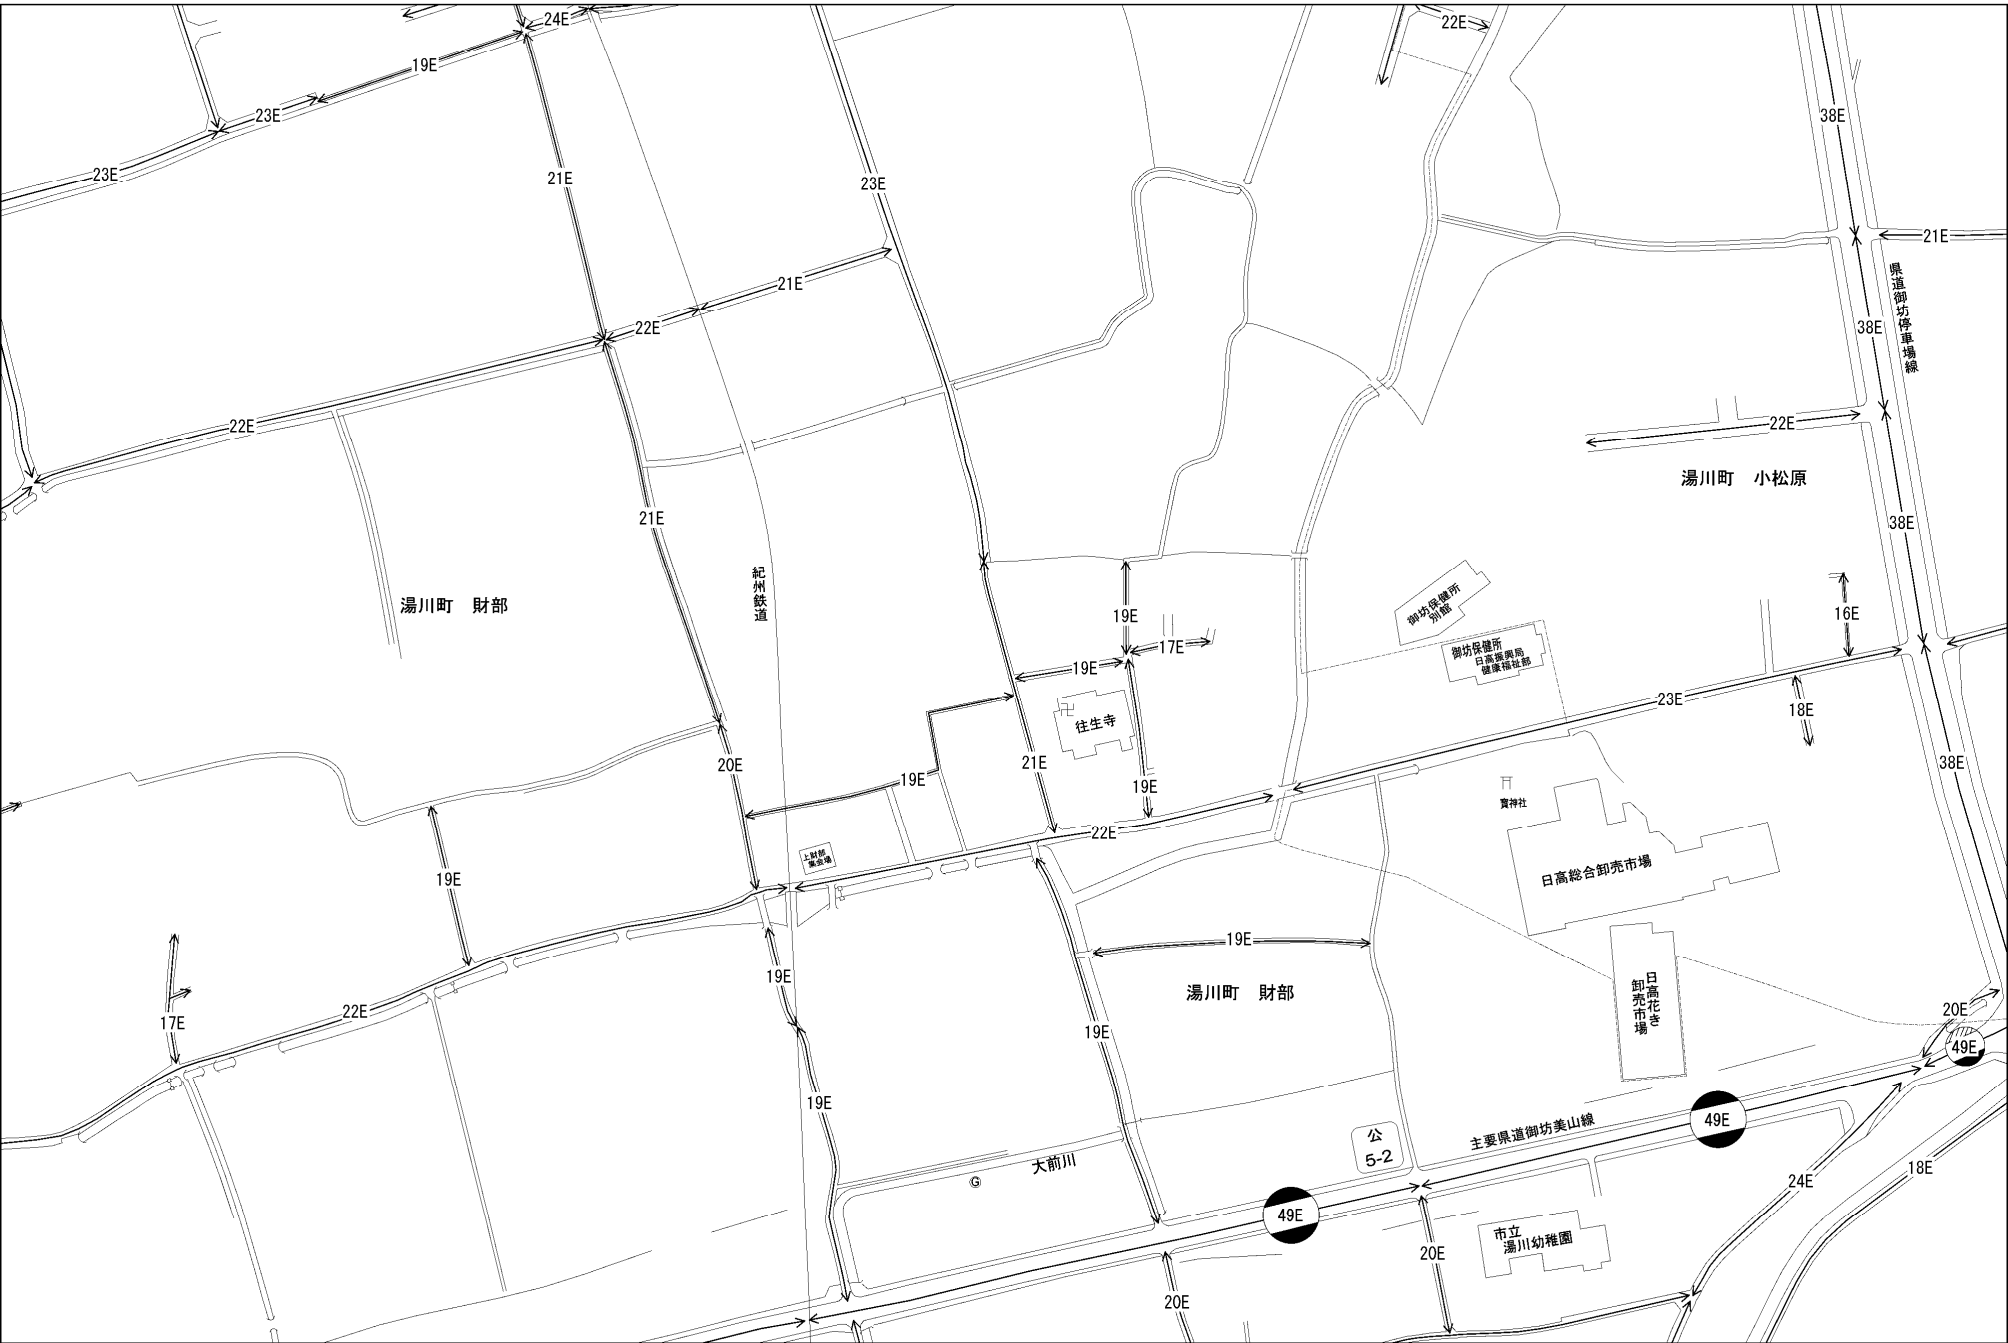 24E
22E
19E
23E
38E
23E
21E
23E
21E
21E
県道御坊停車場線
21E
22E
38E
22E
22E
湯川町　小松原
21E
38E
紀州鉄道
湯川町　財部
御坊保健所
別館
16E
19E
17E
御坊保健所
日高振興局
健康福祉部
19E
23E
18E
往生寺
20E
21E
38E
19E
19E
寳神社
22E
上財部
集会場
日高総合卸売市場
19E
19E
19E
日高花き
卸売市場
湯川町　財部
22E
17E
20E
19E
49E
19E
主要県道御坊美山線
49E
公
5-2
大前川
G
18E
24E
49E
市立
湯川幼稚園
20E
20E